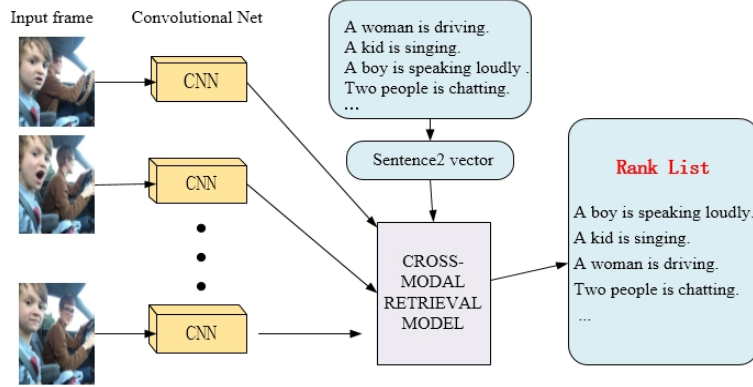 Input frame
Convolutional Net
CNN
CNN
CNN
A woman is driving.
A kid is singing.
A boy is speaking loudly .
Two people is chatting.
...
Sentence2 vector
CROSS-
MODAL
RETRIEVAL
MODEL
Rank List
A boy is speaking loudly.
A kid is singing.
A woman is driving.
Two people is chatting.
...